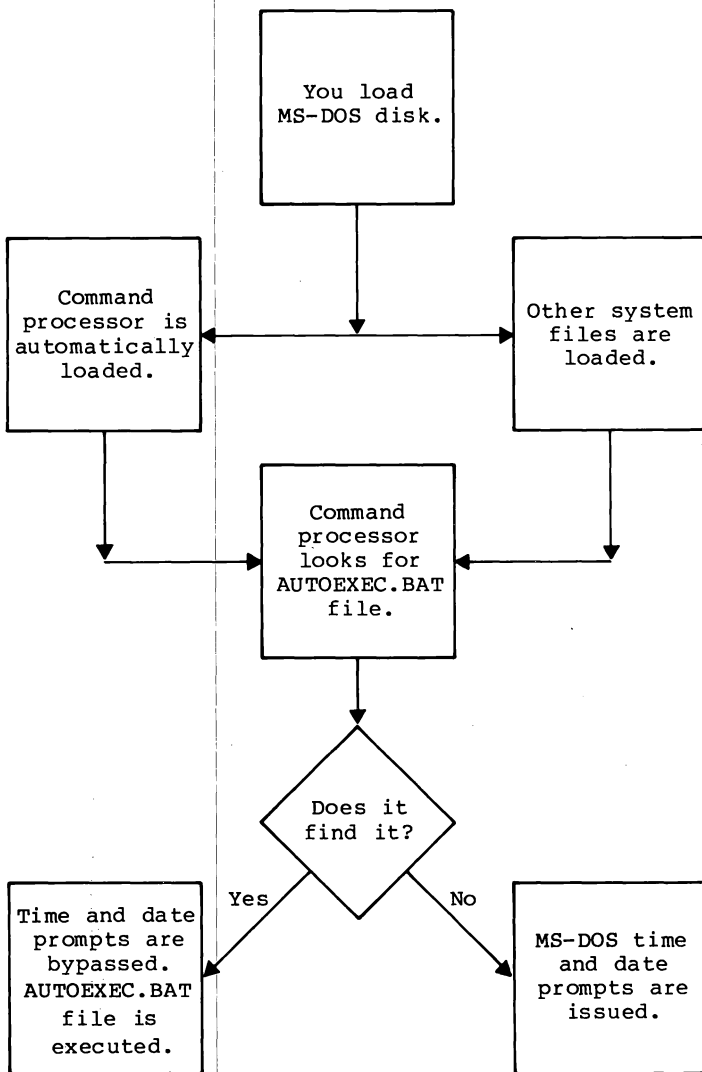 You load
MS-DOS disk.
Command
processor is
automatically
loaded.
Other system
files are
loaded.
Command
processor
looks for
AUTOEXEC.BAT
file.
Does it
find it?
Yes
No
Time and date
prompts are
bypassed.
AUTOEXEC.BAT
file is
executed.
MS-DOS time
and date
prompts are
issued.